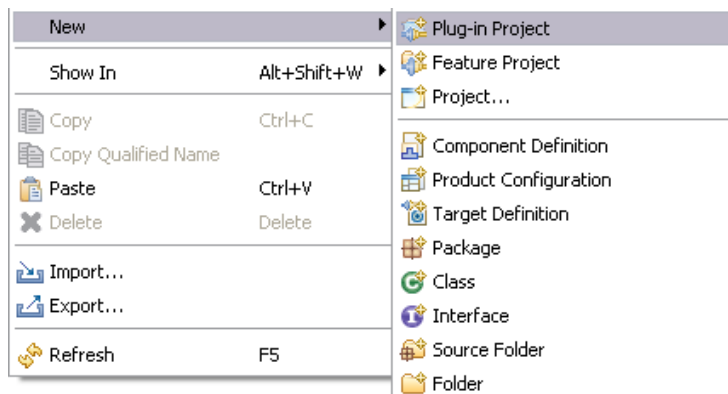 New
Show In Alt+Shift+W
Copy Ctrl+C
Copy Qualified Name
Paste Ctrl+V
Delete Delete
Import...
Export...
Refresh F5
Plug-in Project
Feature Project
Project...
Component Definition
Product Configuration
Target Definition
Package
Class
Interface
Source Folder
Folder